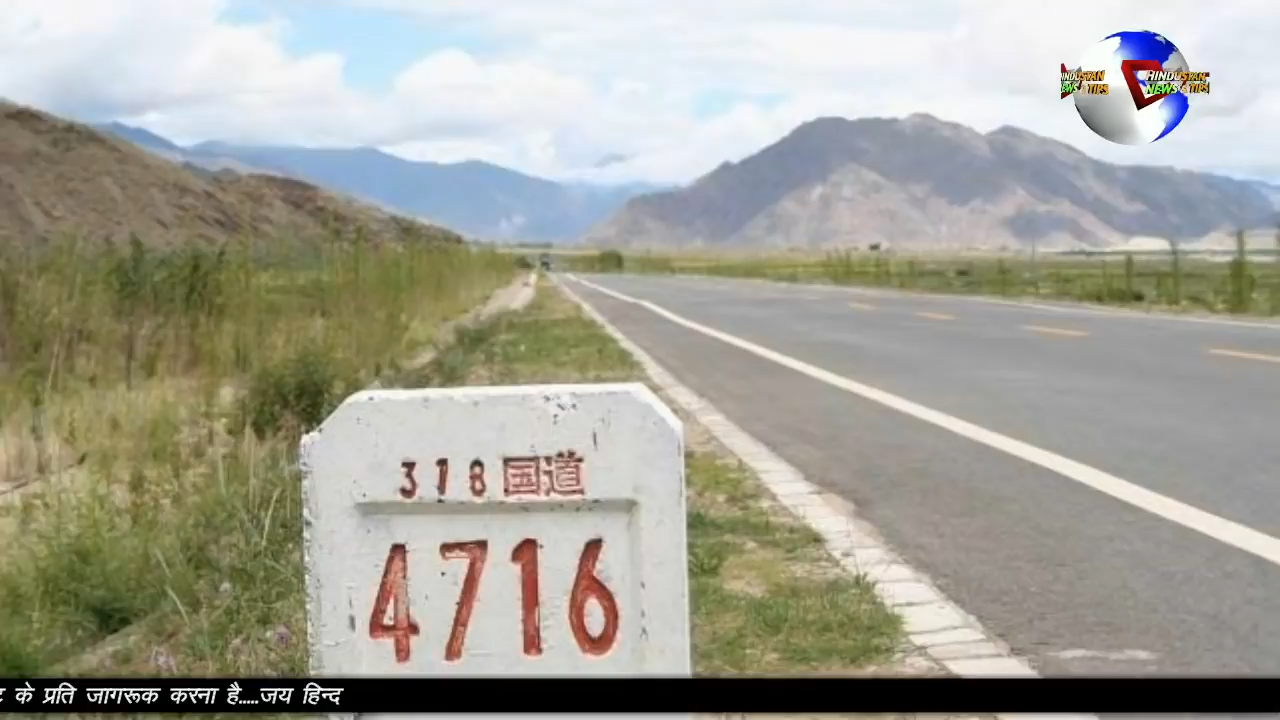 HINDUSTAN
NEWS & TIPS
318国道
4716
के प्रति जागरूक करना है.....जय हिन्द